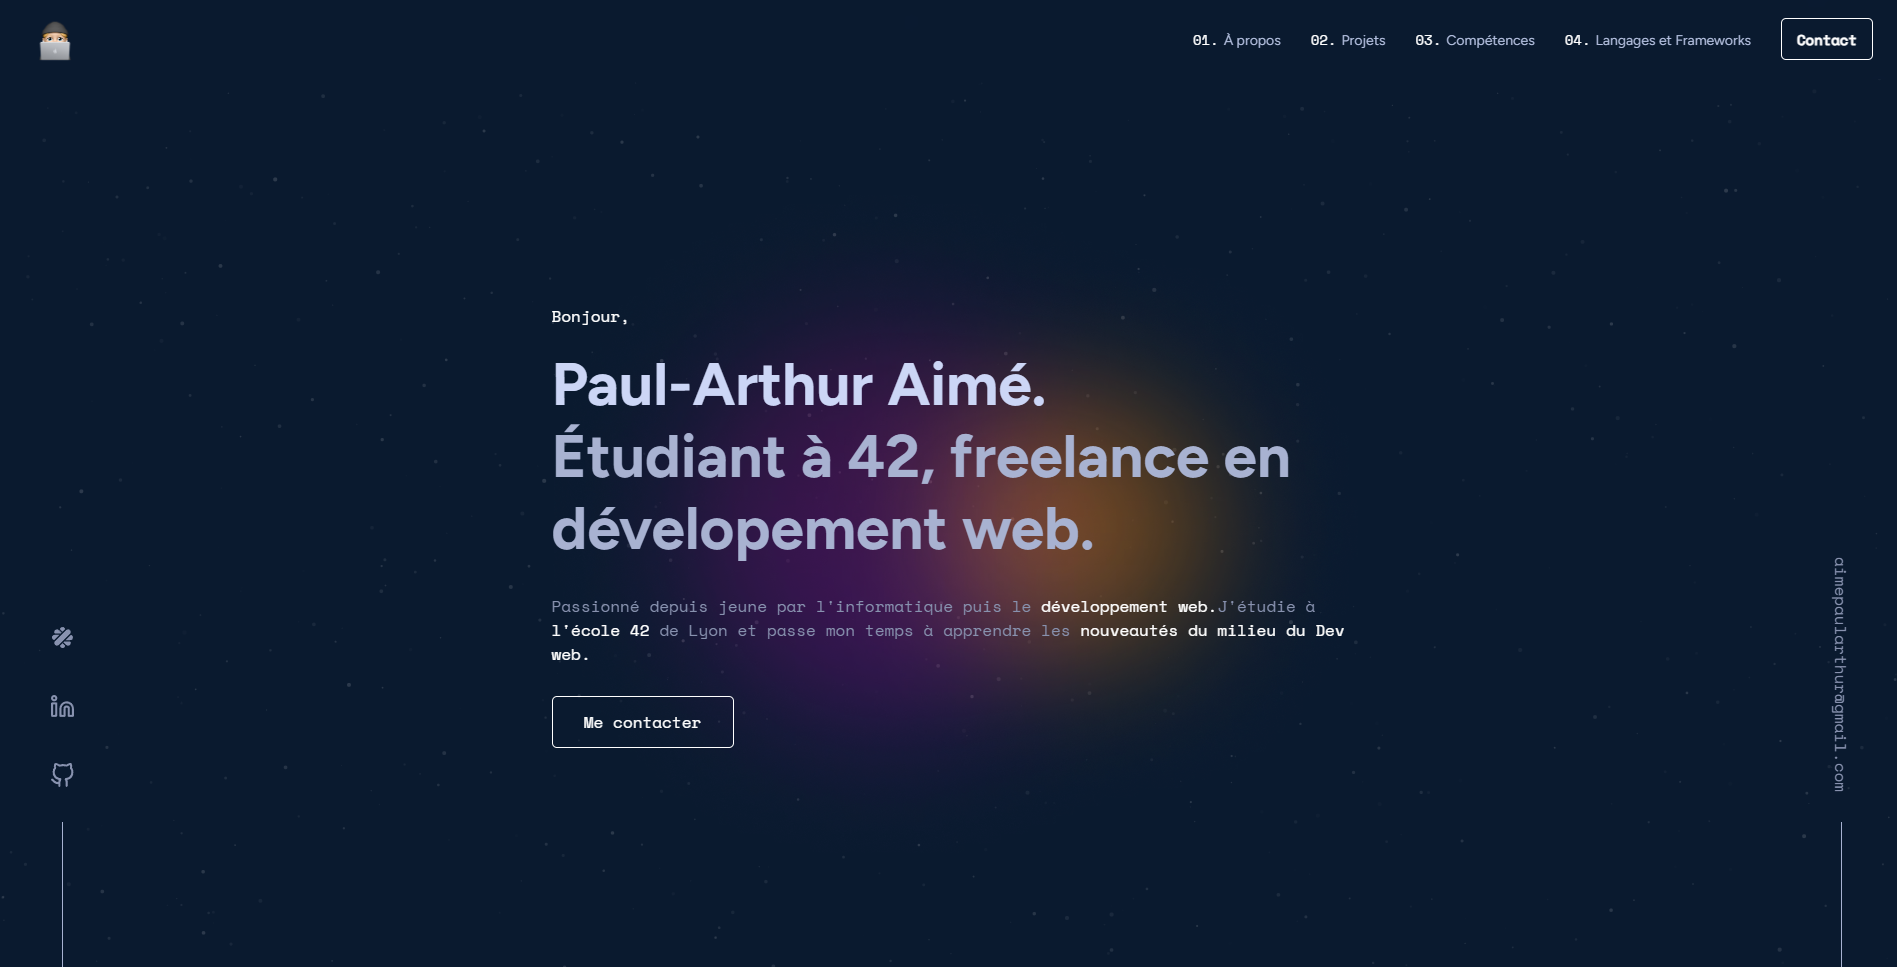 01. À propos
02. Projets
03. Compétences
04. Langages et Frameworks
Contact
Bonjour,
Paul-Arthur Aimé.
Étudiant à 42, freelance en
dévelopement web.
Passionné depuis jeune par l'informatique puis le développement web.J'étudie à
l'école 42 de Lyon et passe mon temps à apprendre les nouveautés du milieu du Dev
web.
Me contacter
aimepaularthur@gmail.com